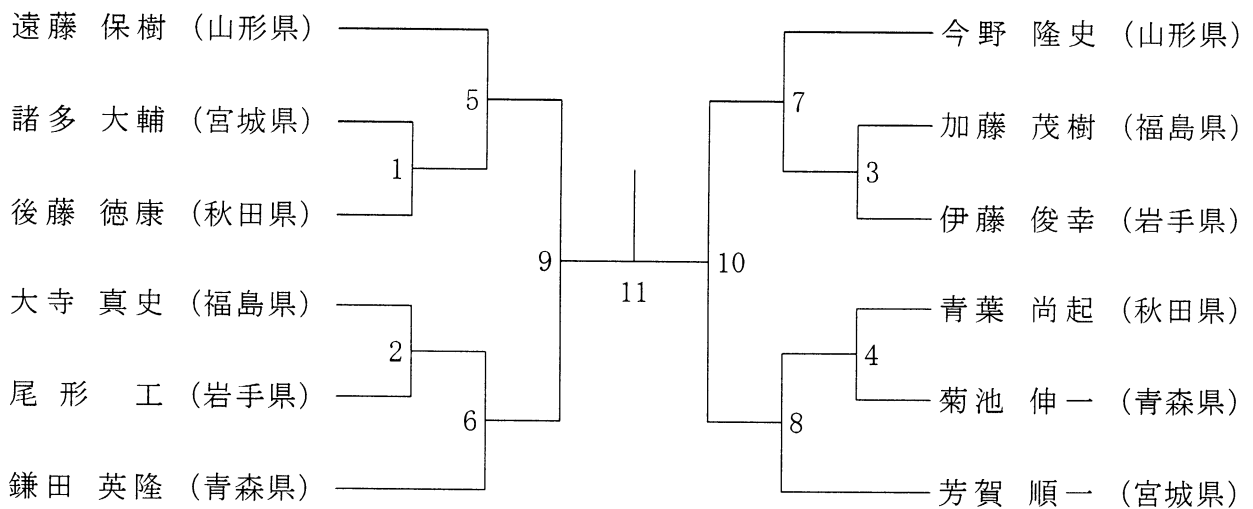 遠藤 保樹 (山形県)
諸多 大輔 (宮城県)
後藤 徳康 (秋田県)
大寺 真史 (福島県)
尾形 工 (岩手県)
鎌田 英隆 (青森県)
5
1
9
2
6
11
7
3
10
4
8
今野 隆史 (山形県)
加藤 茂樹 (福島県)
伊藤 俊幸 (岩手県)
青葉 尚起 (秋田県)
菊池 伸一 (青森県)
芳賀 順一 (宮城県)